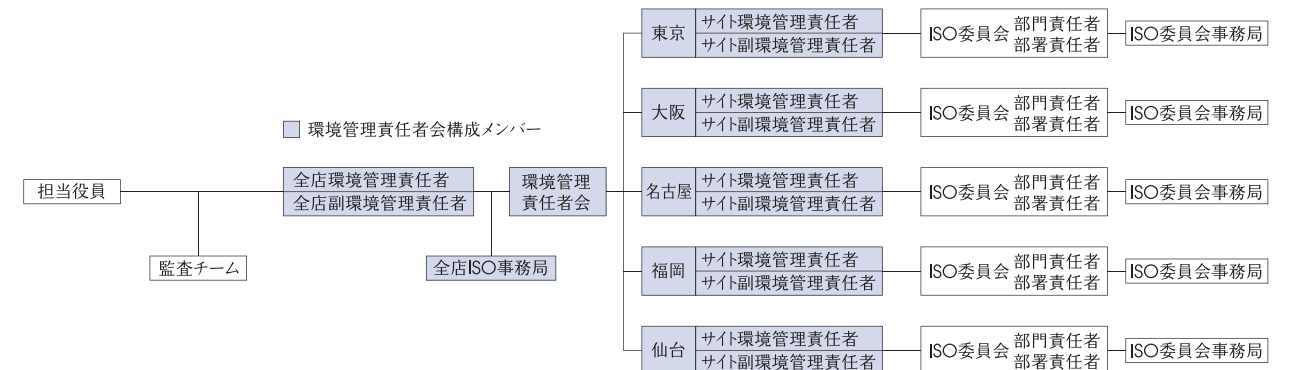 東京
サイト環境管理責任者
サイト副環境管理責任者
ISO委員会
部門責任者
部署責任者
ISO委員会事務局
大阪
サイト環境管理責任者
サイト副環境管理責任者
ISO委員会
部門責任者
部署責任者
ISO委員会事務局
環境管理責任者会構成メンバー
担当役員
全店環境管理責任者
全店副環境管理責任者
環境管理
責任者会
名古屋
サイト環境管理責任者
サイト副環境管理責任者
ISO委員会
部門責任者
部署責任者
ISO委員会事務局
監査チーム
全店ISO事務局
福岡
サイト環境管理責任者
サイト副環境管理責任者
ISO委員会
部門責任者
部署責任者
ISO委員会事務局
仙台
サイト環境管理責任者
サイト副環境管理責任者
ISO委員会
部門責任者
部署責任者
ISO委員会事務局